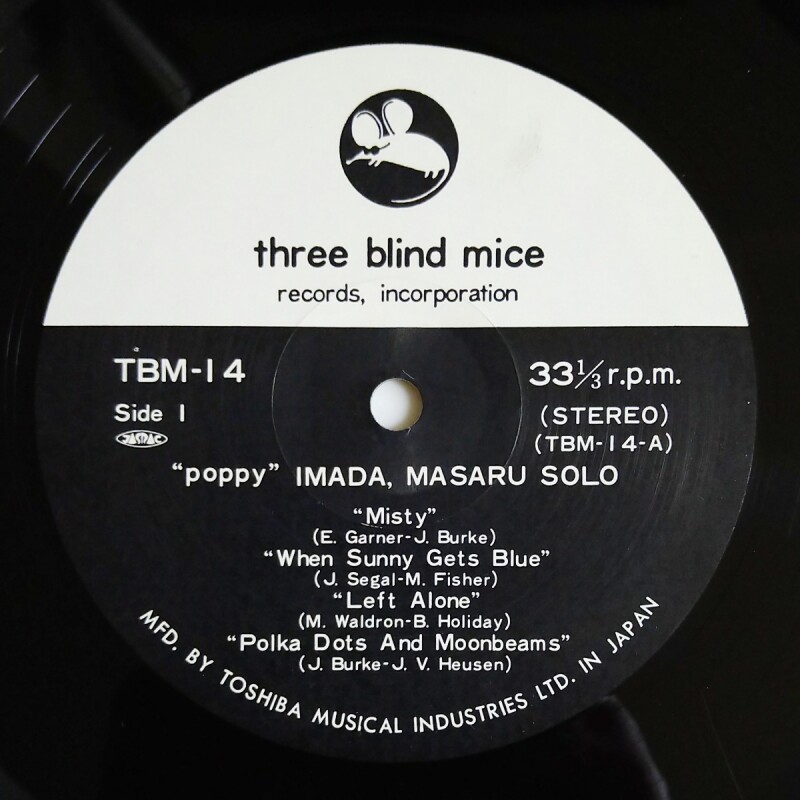 three blind mice
records, incorporation
TBM-14
33⅓ r.p.m.
Side 1
(STEREO)
JASRAC
(TBM-14-A)
“poppy” IMADA, MASARU SOLO
“Misty”
(E. Garner-J. Burke)
“When Sunny Gets Blue”
(J. Segal-M. Fisher)
“Left Alone”
(M. Waldron-B. Holiday)
“Polka Dots And Moonbeams”
(J. Burke-J. V. Heusen)
MFD. BY TOSHIBA MUSICAL INDUSTRIES LTD. IN JAPAN